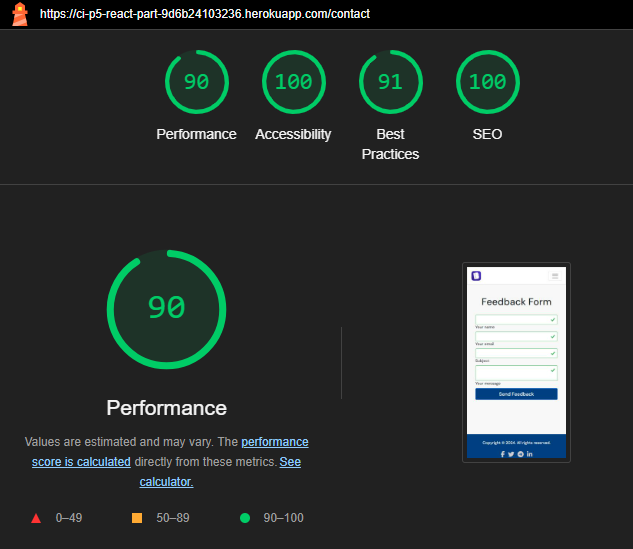 https://ci-p5-react-part-9d6b24103236.herokuapp.com/contact
90
100
91
100
Performance
Accessibility
Best
Practices
SEO
90
Performance
Values are estimated and may vary. The performance
score is calculated directly from these metrics. See
calculator.
0–49
50–89
90–100
Feedback Form
Your name
Your email
Subject
Your message
Send Feedback
Copyright © 2024. All rights reserved.